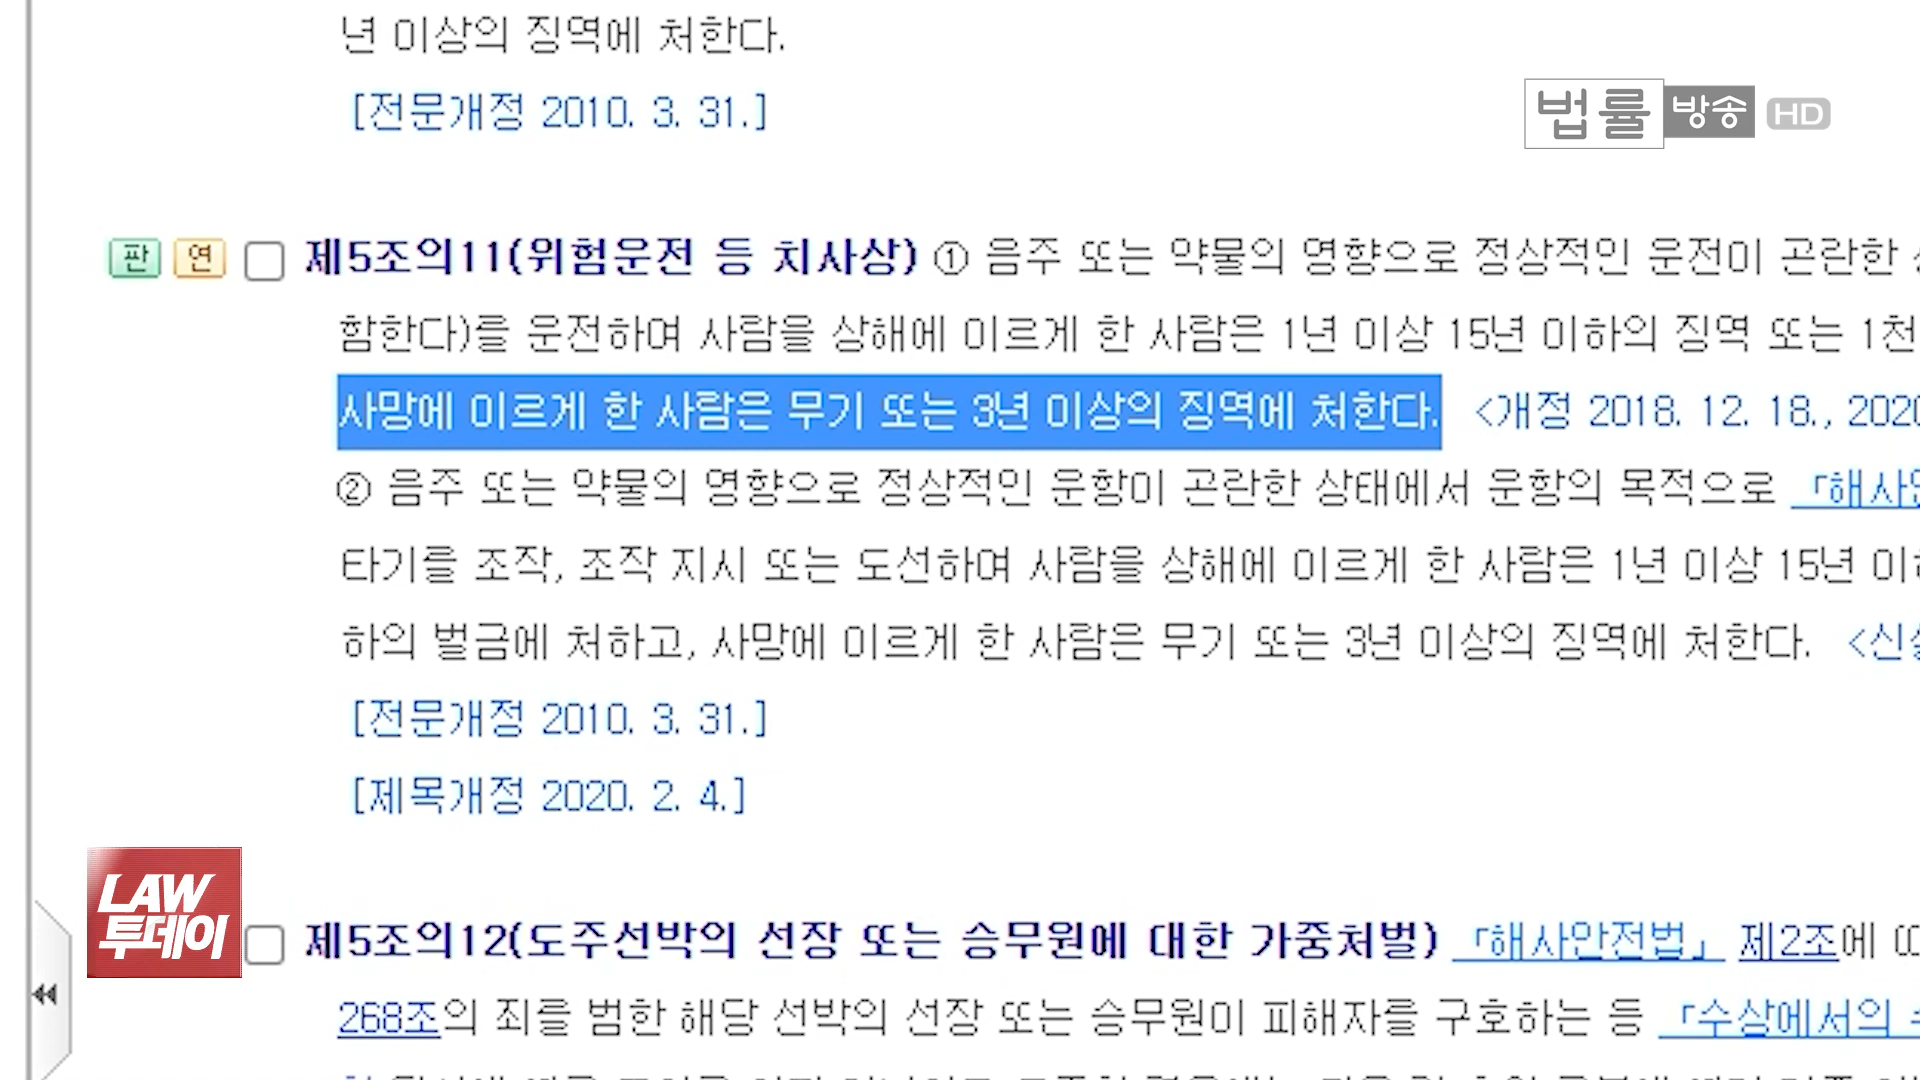 년 이상의 징역에 처한다.
[전문개정 2010. 3. 31.]
법률방송 HD
판 연 제5조의11(위험운전 등 치사상) ① 음주 또는 약물의 영향으로 정상적인 운전이 곤란한
함한다)를 운전하여 사람을 상해에 이르게 한 사람은 1년 이상 15년 이하의 징역 또는 1천
사망에 이르게 한 사람은 무기 또는 3년 이상의 징역에 처한다. <개정 2018. 12. 18., 2020
② 음주 또는 약물의 영향으로 정상적인 운항이 곤란한 상태에서 운항의 목적으로 「해사안
타기를 조작, 조작 지시 또는 도선하여 사람을 상해에 이르게 한 사람은 1년 이상 15년 이하
하의 벌금에 처하고, 사망에 이르게 한 사람은 무기 또는 3년 이상의 징역에 처한다. <신설
[전문개정 2010. 3. 31.]
[제목개정 2020. 2. 4.]
LAW
투데이
제5조의12(도주선박의 선장 또는 승무원에 대한 가중처벌) 「해사안전법」 제2조에
268조의 죄를 범한 해당 선박의 선장 또는 승무원이 피해자를 구호하는 등 「수상에서의